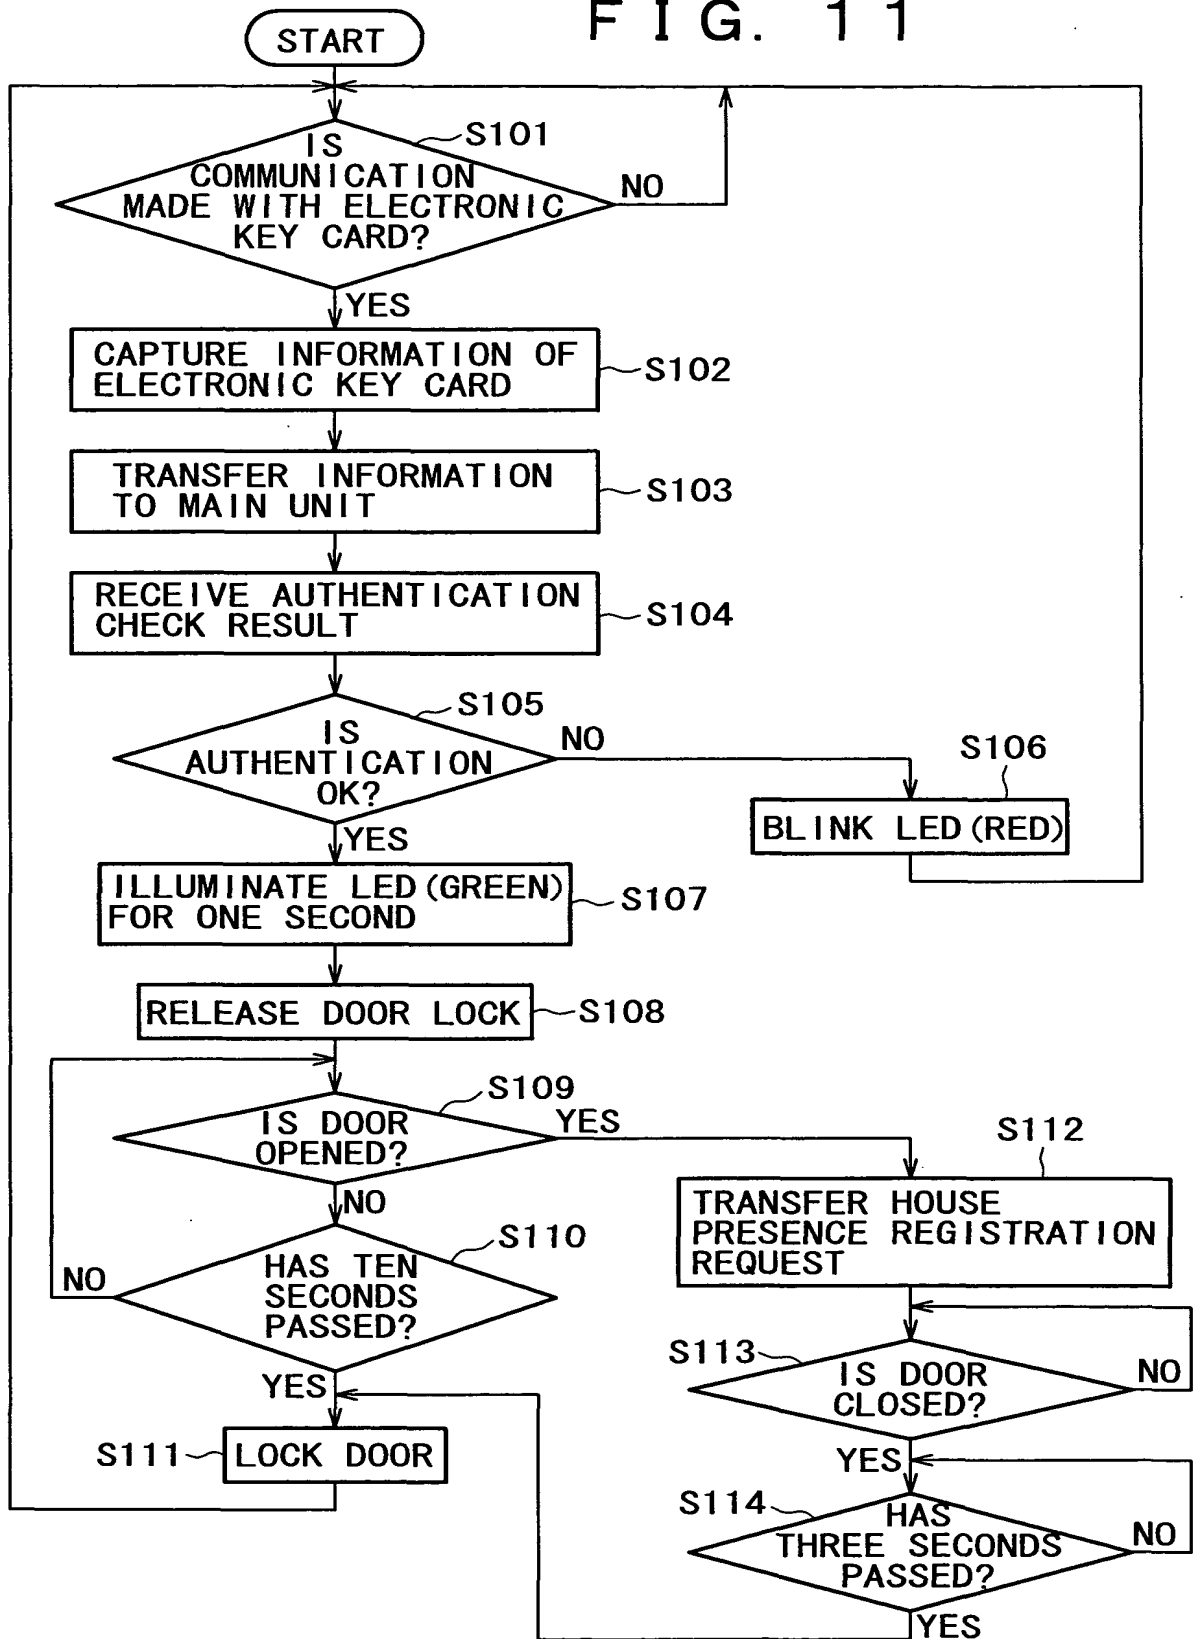 FIG. 11
START
S101
IS
COMMUNICATION
MADE WITH ELECTRONIC
KEY CARD?
NO
YES
CAPTURE INFORMATION OF
ELECTRONIC KEY CARD
S102
TRANSFER INFORMATION
TO MAIN UNIT
S103
RECEIVE AUTHENTICATION
CHECK RESULT
S104
S105
IS
AUTHENTICATION
OK?
NO
S106
BLINK LED (RED)
YES
ILLUMINATE LED (GREEN)
FOR ONE SECOND
S107
RELEASE DOOR LOCK
S108
S109
IS DOOR
OPENED?
YES
NO
S110
HAS TEN
SECONDS
PASSED?
NO
YES
S111
LOCK DOOR
S112
TRANSFER HOUSE
PRESENCE REGISTRATION
REQUEST
S113
IS DOOR
CLOSED?
NO
YES
S114
HAS
THREE SECONDS
PASSED?
NO
YES